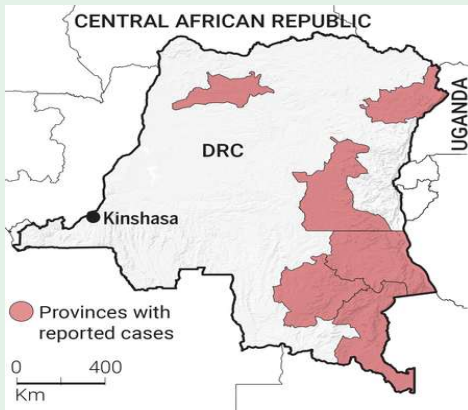 CENTRAL AFRICAN REPUBLIC
UGANDA
DRC
Kinshasa
Provinces with
reported cases
0 400
Km